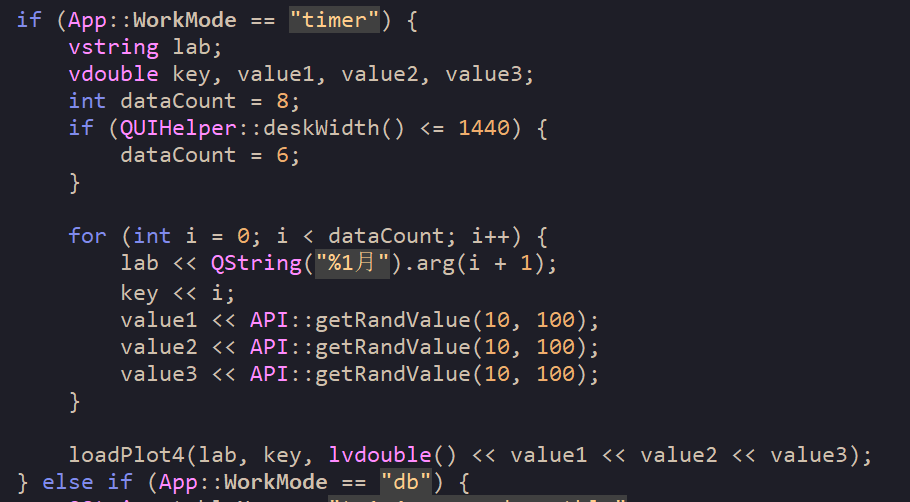 if (App::WorkMode == "timer") {
    vstring lab;
    vdouble key, value1, value2, value3;
    int dataCount = 8;
    if (QUIHelper::deskWidth() <= 1440) {
        dataCount = 6;
    }

    for (int i = 0; i < dataCount; i++) {
        lab << QString("%1月").arg(i + 1);
        key << i;
        value1 << API::getRandValue(10, 100);
        value2 << API::getRandValue(10, 100);
        value3 << API::getRandValue(10, 100);
    }

    loadPlot4(lab, key, lvdouble() << value1 << value2 << value3);
} else if (App::WorkMode == "db") {